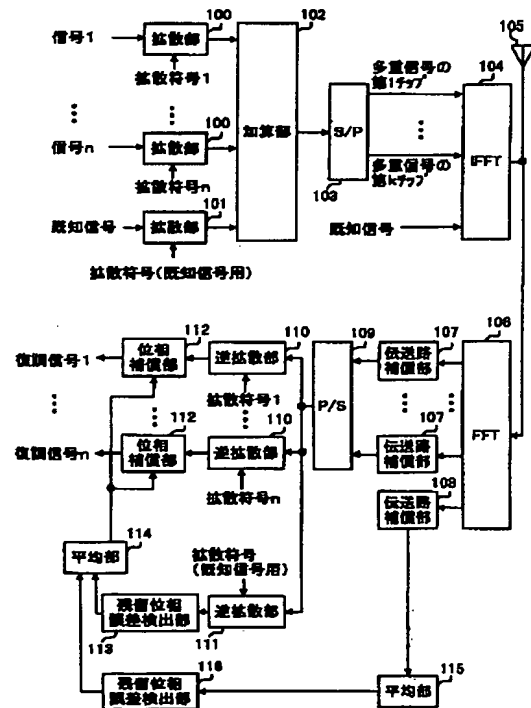 信号1
拡散部
100
拡散符号1
信号n
拡散部
100
拡散符号n
既知信号
拡散部
101
拡散符号(既知信号用)
加算部
102
S/P
103
多重信号の
第1チップ
多重信号の
第kチップ
既知信号
IFFT
104
105
復調信号1
位相
補償部
112
逆拡散部
110
拡散符号1
復調信号n
位相
補償部
112
逆拡散部
110
拡散符号n
P/S
109
伝送路
補償部
107
伝送路
補償部
107
伝送路
補償部
108
FFT
106
平均部
114
残留位相
誤差検出部
113
拡散符号
(既知信号用)
逆拡散部
111
残留位相
誤差検出部
116
平均部
115